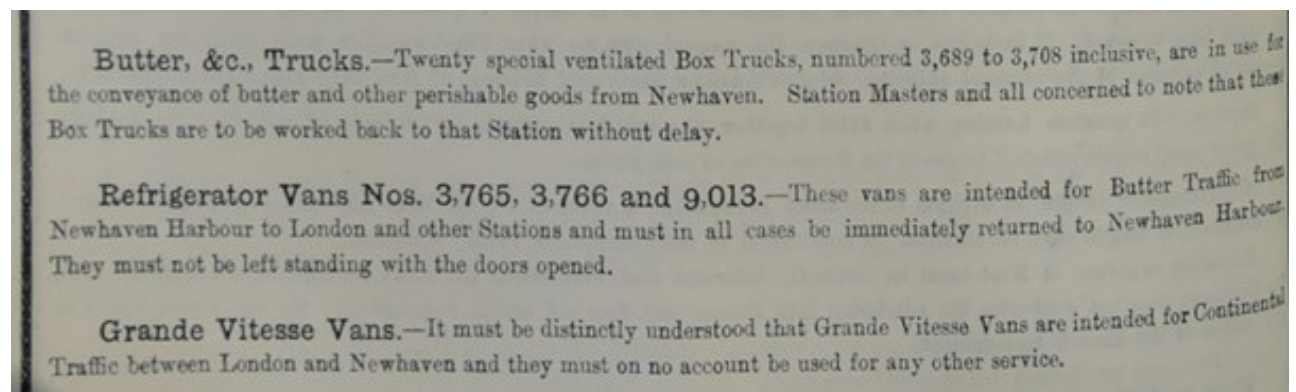 Butter, &c., Trucks.—Twenty special ventilated Box Trucks, numbered 3,689 to 3,708 inclusive, are in use for
the conveyance of butter and other perishable goods from Newhaven. Station Masters and all concerned to note that these
Box Trucks are to be worked back to that Station without delay.
Refrigerator Vans Nos. 3,765, 3,766 and 9,013.—These vans are intended for Butter Traffic from
Newhaven Harbour to London and other Stations and must in all cases be immediately returned to Newhaven Harbour.
They must not be left standing with the doors opened.
Grande Vitesse Vans.—It must be distinctly understood that Grande Vitesse Vans are intended for Continental
Traffic between London and Newhaven and they must on no account be used for any other service.